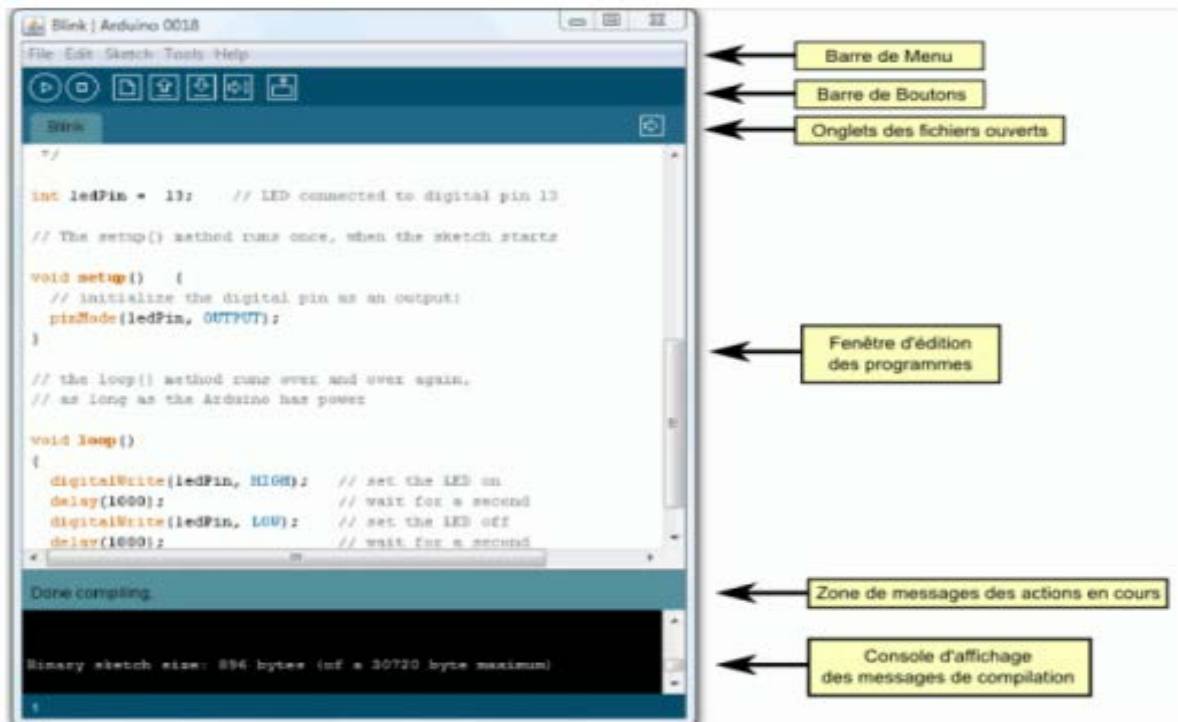 Blink | Arduino 0018
File Edit Sketch Tools Help
Barre de Menu
Barre de Boutons
Blink
Onglets des fichiers ouverts
*/
int ledPin = 13; // LED connected to digital pin 13
// The setup() method runs once, when the sketch starts
void setup() {
// initialize the digital pin as an output:
pinMode(ledPin, OUTPUT);
}
Fenêtre d'édition
des programmes
// the loop() method runs over and over again,
// as long as the Arduino has power
void loop()
{
digitalWrite(ledPin, HIGH); // set the LED on
delay(1000); // wait for a second
digitalWrite(ledPin, LOW); // set the LED off
delay(1000); // wait for a second
Done compiling.
Zone de messages des actions en cours
Binary sketch size: 896 bytes (of a 30720 byte maximum)
Console d'affichage
des messages de compilation
1